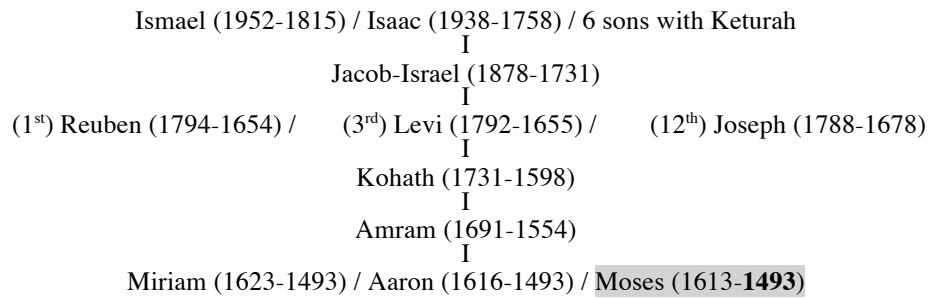 Ismael (1952-1815) / Isaac (1938-1758) / 6 sons with Keturah
I
Jacob-Israel (1878-1731)
I
(1st) Reuben (1794-1654) / (3rd) Levi (1792-1655) / (12th) Joseph (1788-1678)
I
Kohath (1731-1598)
I
Amram (1691-1554)
I
Miriam (1623-1493) / Aaron (1616-1493) / Moses (1613-1493)